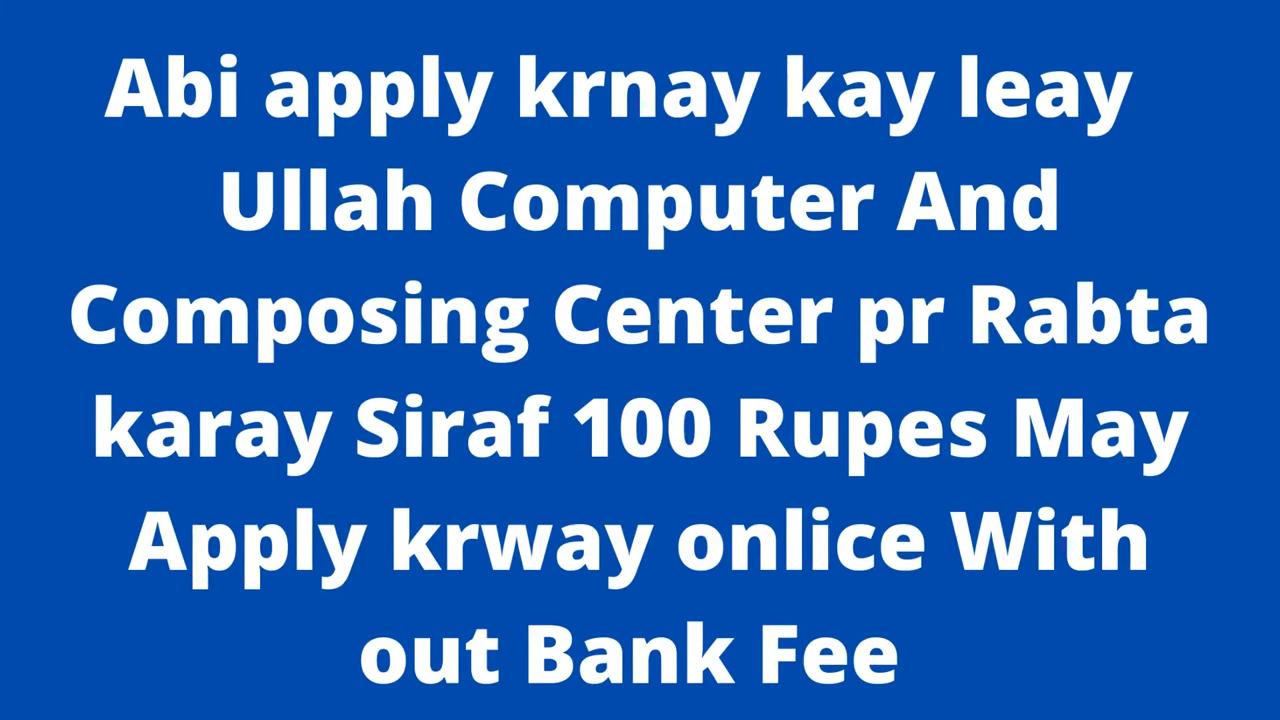 Abi apply krnay kay leay
Ullah Computer And
Composing Center pr Rabta
karay Siraf 100 Rupes May
Apply krway onlice With
out Bank Fee